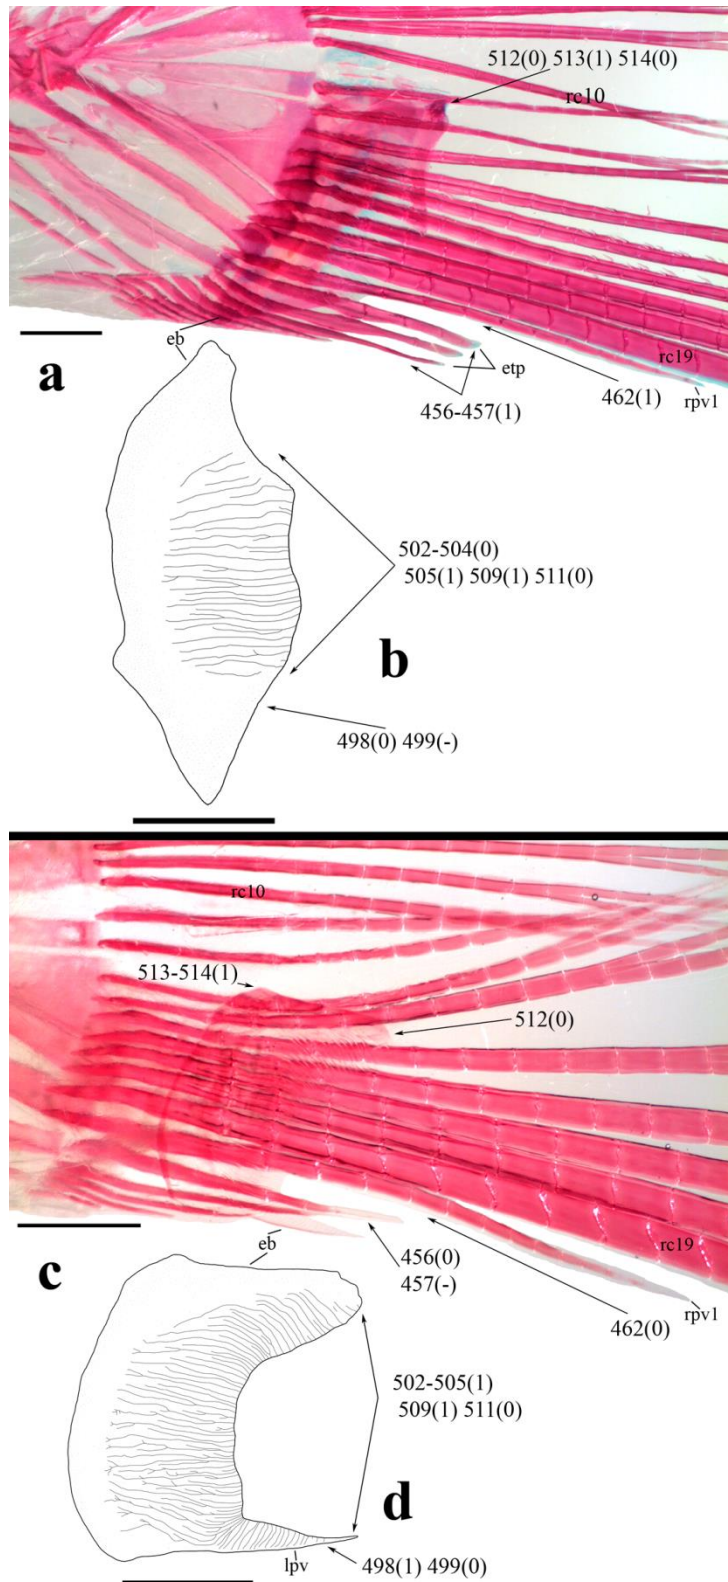 512(0) 513(1) 514(0)
rc10
eb
a
etp
rc19
462(1)
rpv1
456-457(1)
502-504(0)
505(1) 509(1) 511(0)
b
498(0) 499(-)
rc10
513-514(1)
512(0)
eb
456(0)
457(-)
rc19
c
462(0)
rpv1
502-505(1)
509(1) 511(0)
d
lpv
498(1) 499(0)